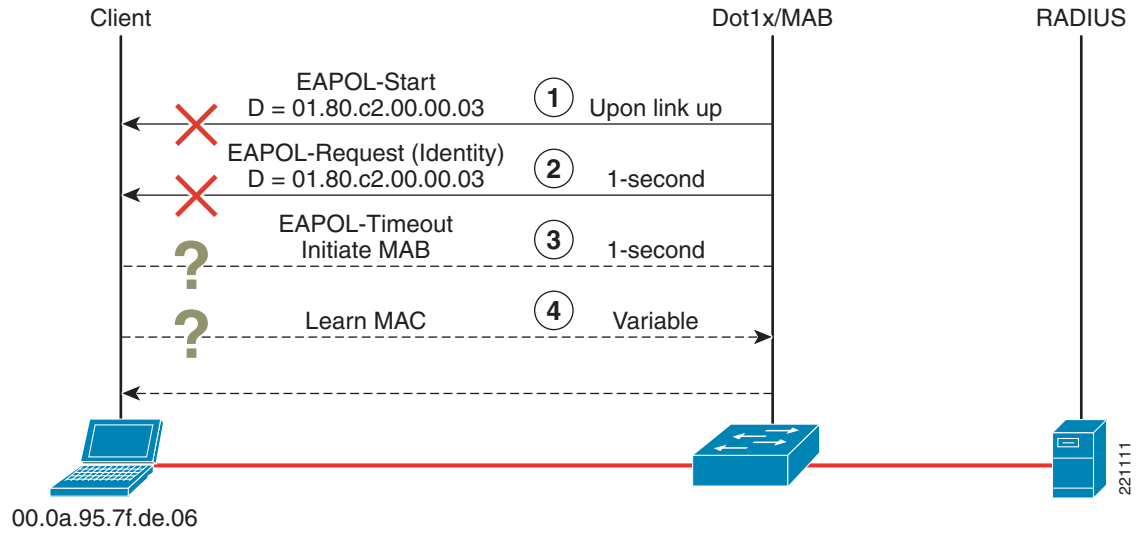 Client
Dot1x/MAB
RADIUS
EAPOL-Start
D = 01.80.c2.00.00.03
1
Upon link up
EAPOL-Request (Identity)
D = 01.80.c2.00.00.03
2
1-second
EAPOL-Timeout
Initiate MAB
3
1-second
?
Learn MAC
4
Variable
?
221111
00.0a.95.7f.de.06